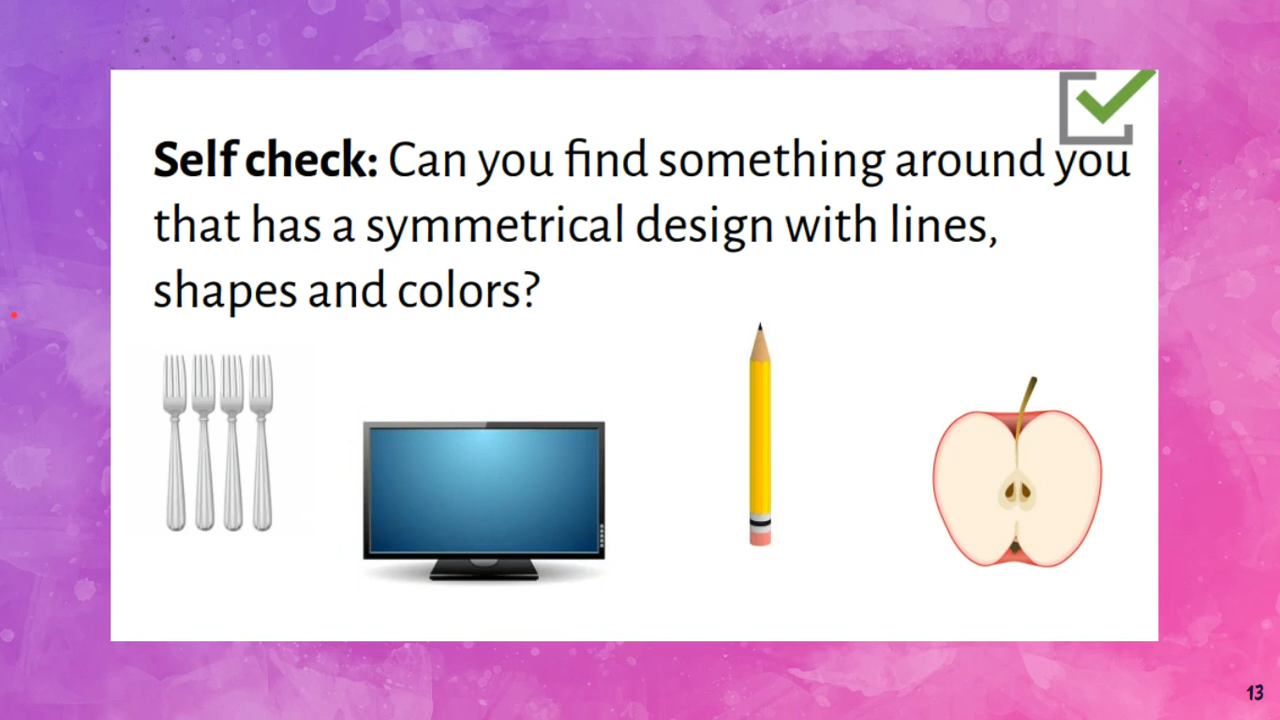 Self check: Can you find something around you
that has a symmetrical design with lines,
shapes and colors?
13